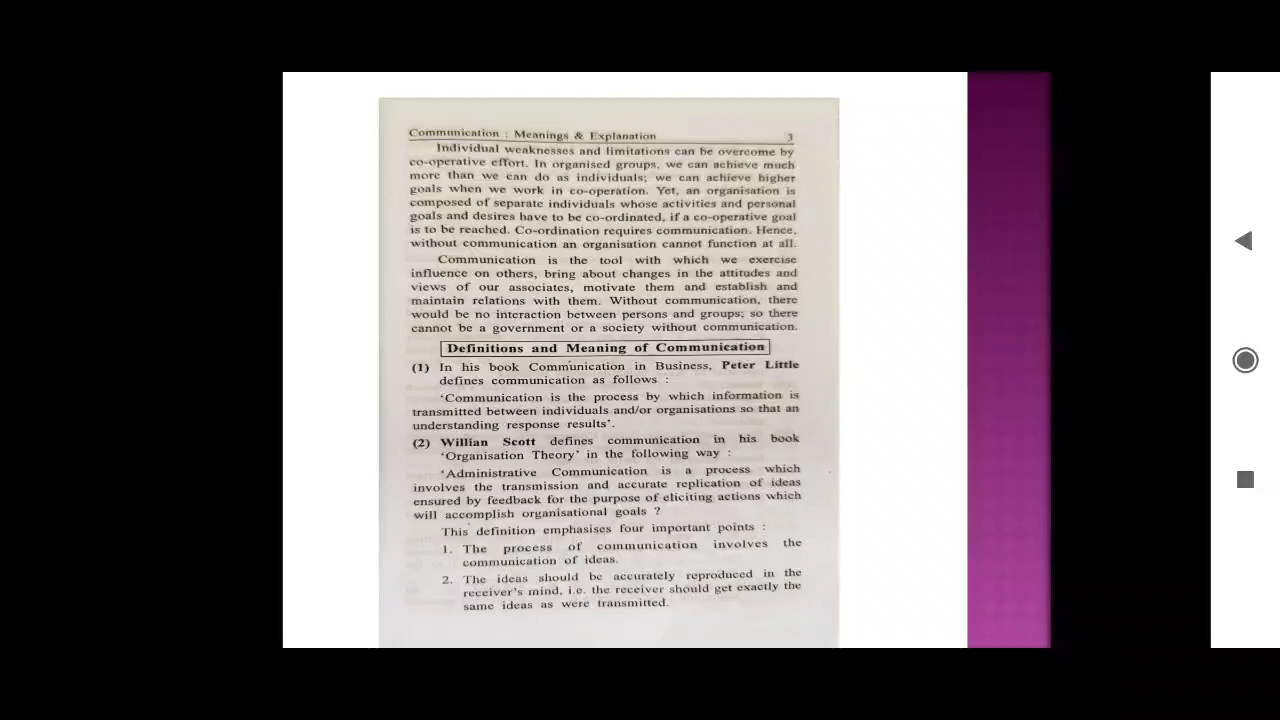 Communication : Meanings & Explanation 3
Individual weaknesses and limitations can be overcome by
co-operative effort. In organised groups, we can achieve much
more than we can do as individuals; we can achieve higher
goals when we work in co-operation. Yet, an organisation is
composed of separate individuals whose activities and personal
goals and desires have to be co-ordinated, if a co-operative goal
is to be reached. Co-ordination requires communication. Hence,
without communication an organisation cannot function at all.
Communication is the tool with which we exercise
influence on others, bring about changes in the attitudes and
views of our associates, motivate them and establish and
maintain relations with them. Without communication, there
would be no interaction between persons and groups; so there
cannot be a government or a society without communication.
Definitions and Meaning of Communication
(1) In his book Communication in Business, Peter Little
defines communication as follows :
‘Communication is the process by which information is
transmitted between individuals and/or organisations so that an
understanding response results’.
(2) Willian Scott defines communication in his book
‘Organisation Theory’ in the following way :
‘Administrative Communication is a process which
involves the transmission and accurate replication of ideas
ensured by feedback for the purpose of eliciting actions which
will accomplish organisational goals ?
This definition emphasises four important points :
1. The process of communication involves the
communication of ideas.
2. The ideas should be accurately reproduced in the
receiver’s mind, i.e. the receiver should get exactly the
same ideas as were transmitted.